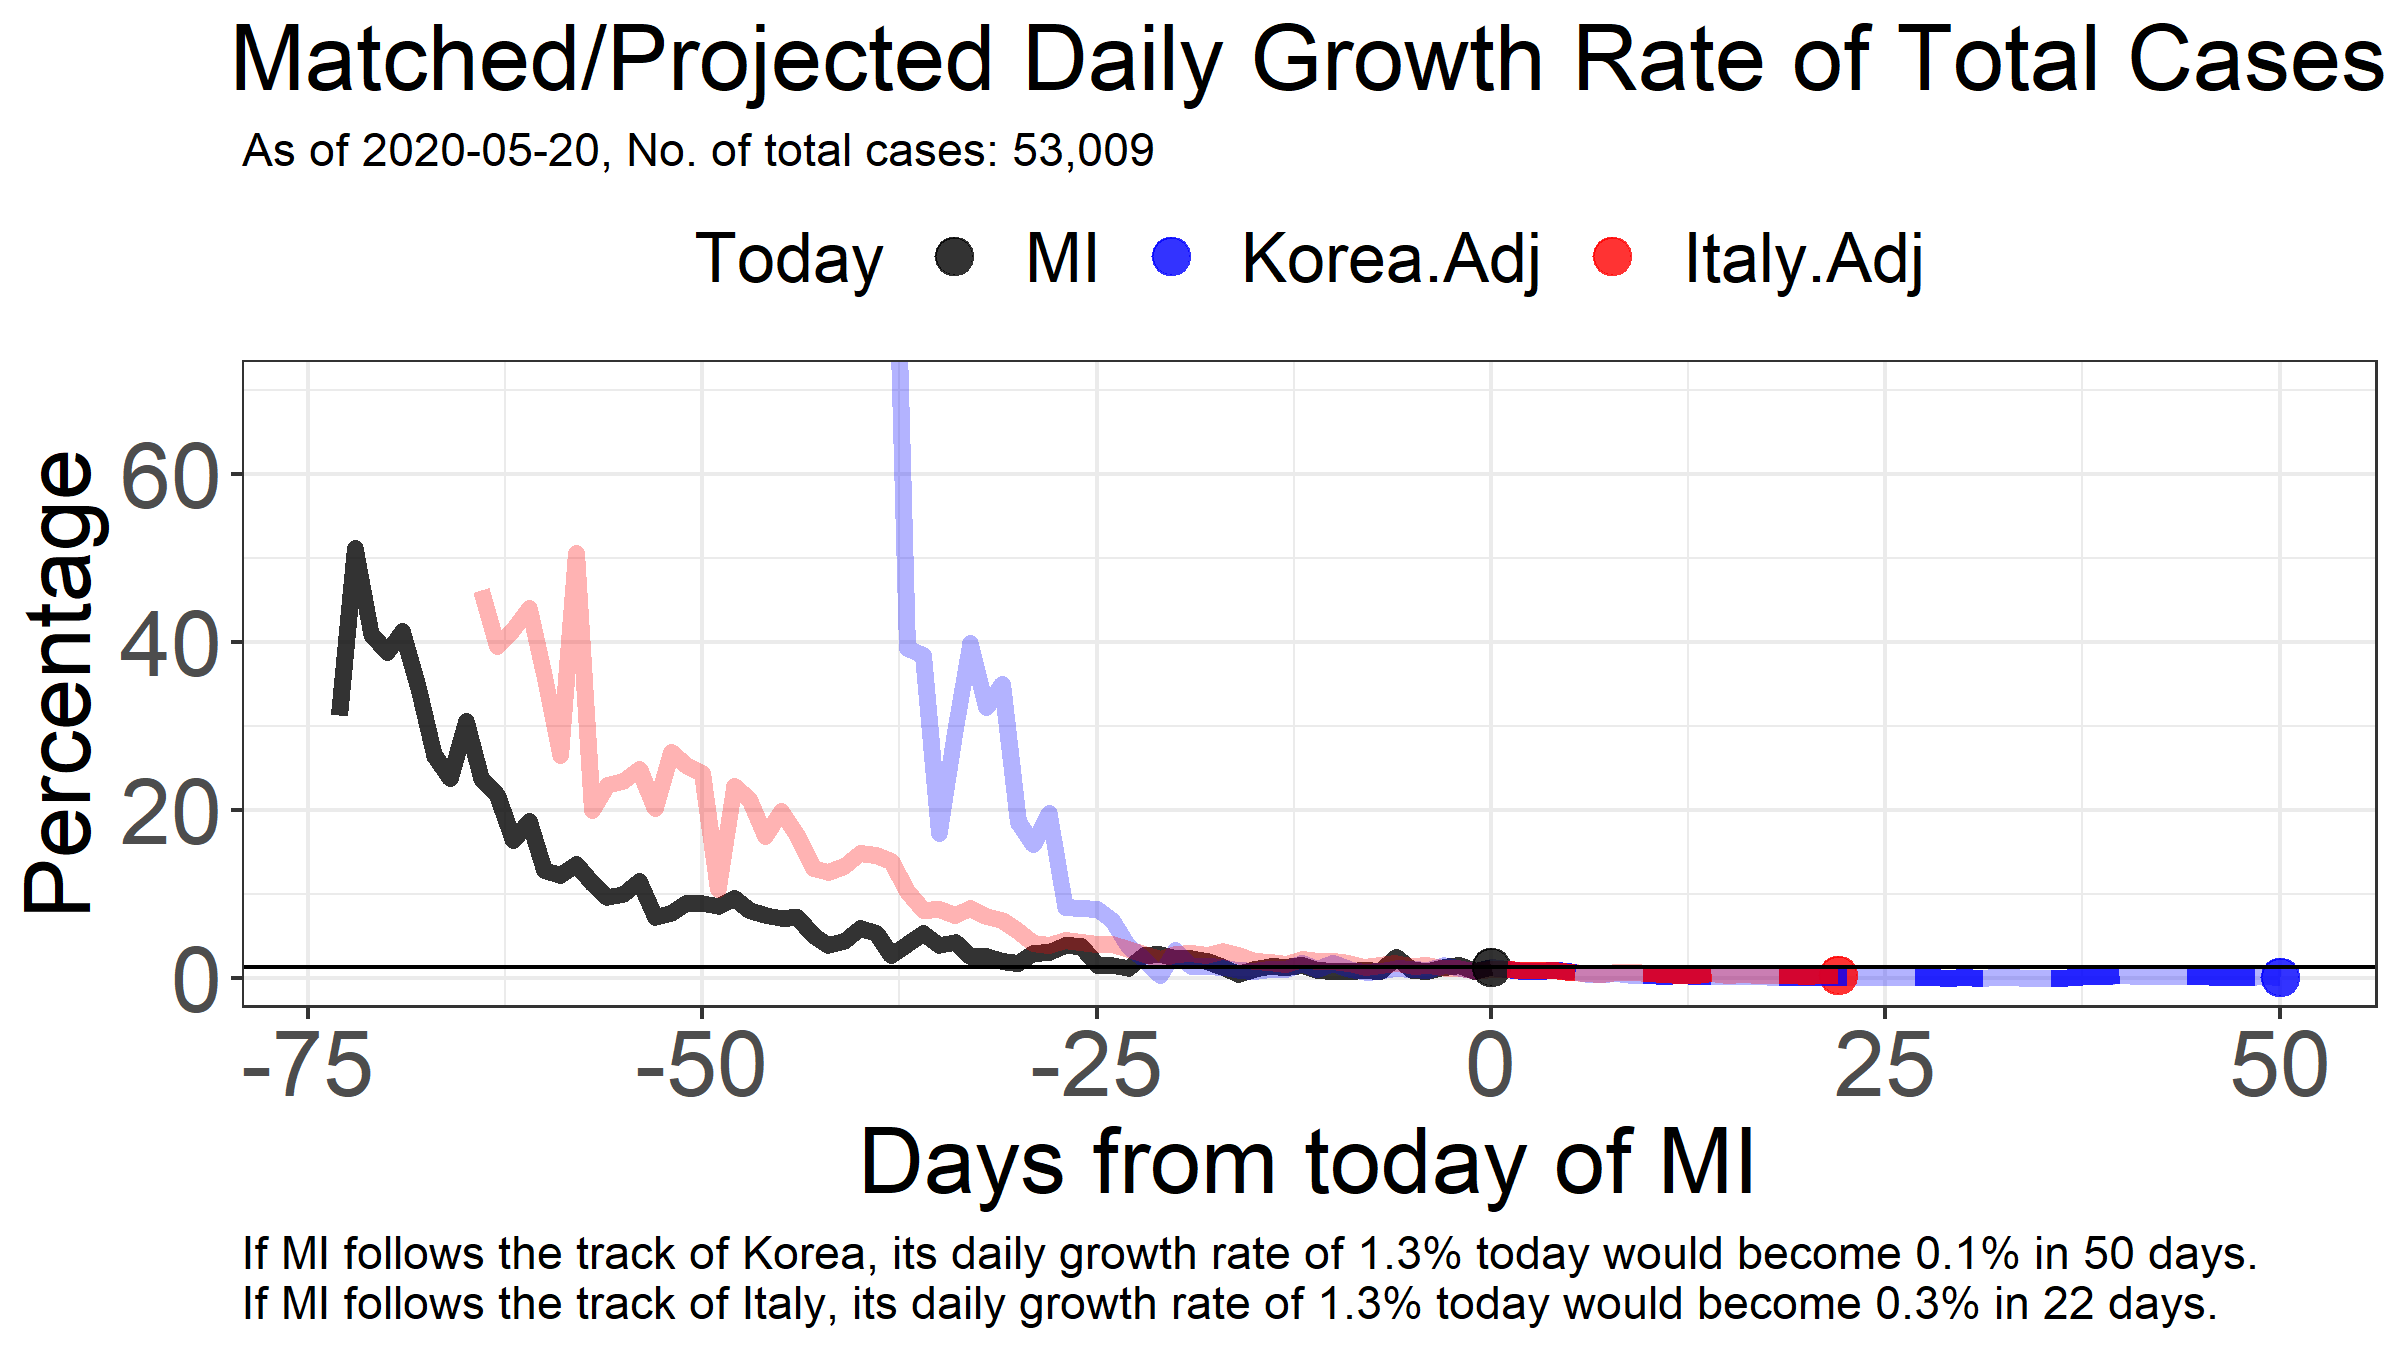 Matched/Projected Daily Growth Rate of Total Cases
As of 2020-05-20, No. of total cases: 53,009
Today MI Korea.Adj Italy.Adj
Percentage
60
40
20
0
-75 -50 -25 0 25 50
Days from today of MI
If MI follows the track of Korea, its daily growth rate of 1.3% today would become 0.1% in 50 days.
If MI follows the track of Italy, its daily growth rate of 1.3% today would become 0.3% in 22 days.